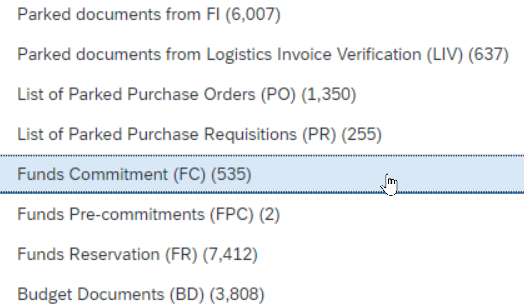 Parked documents from FI (6,007)
Parked documents from Logistics Invoice Verification (LIV) (637)
List of Parked Purchase Orders (PO) (1,350)
List of Parked Purchase Requisitions (PR) (255)
Funds Commitment (FC) (535)
Funds Pre-commitments (FPC) (2)
Funds Reservation (FR) (7,412)
Budget Documents (BD) (3,808)